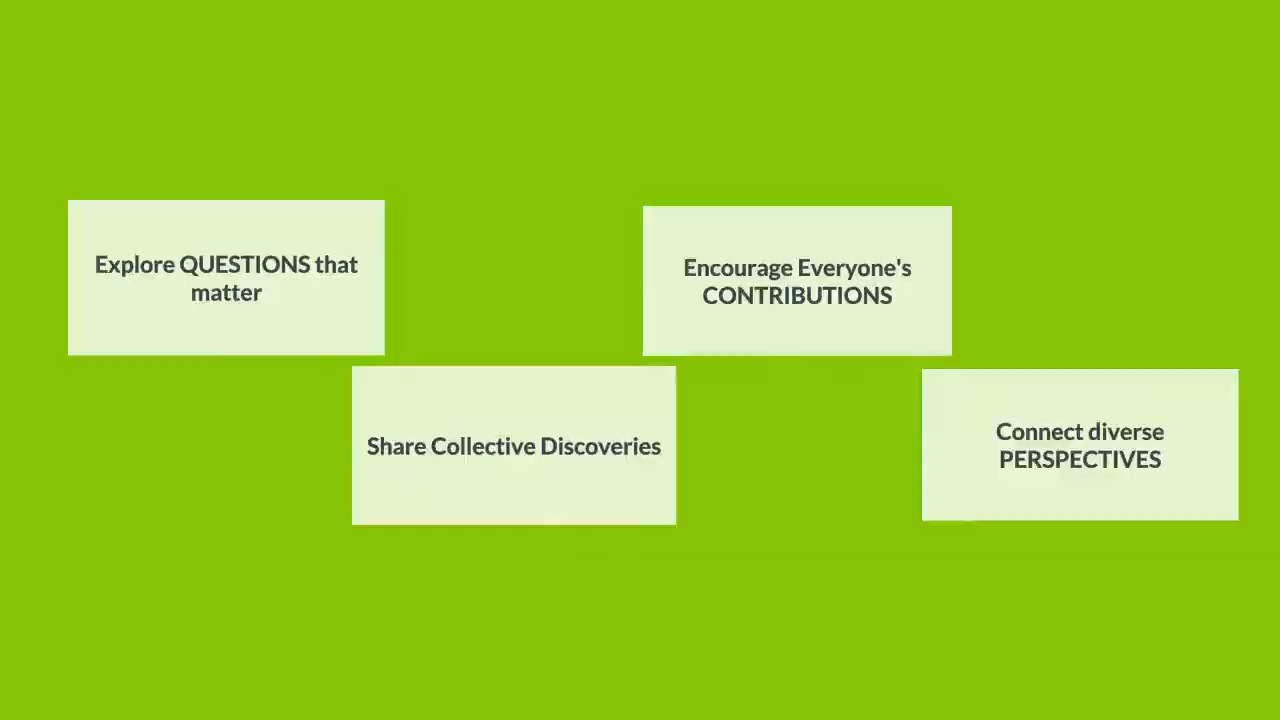 Explore QUESTIONS that
matter
Share Collective Discoveries
Encourage Everyone's
CONTRIBUTIONS
Connect diverse
PERSPECTIVES